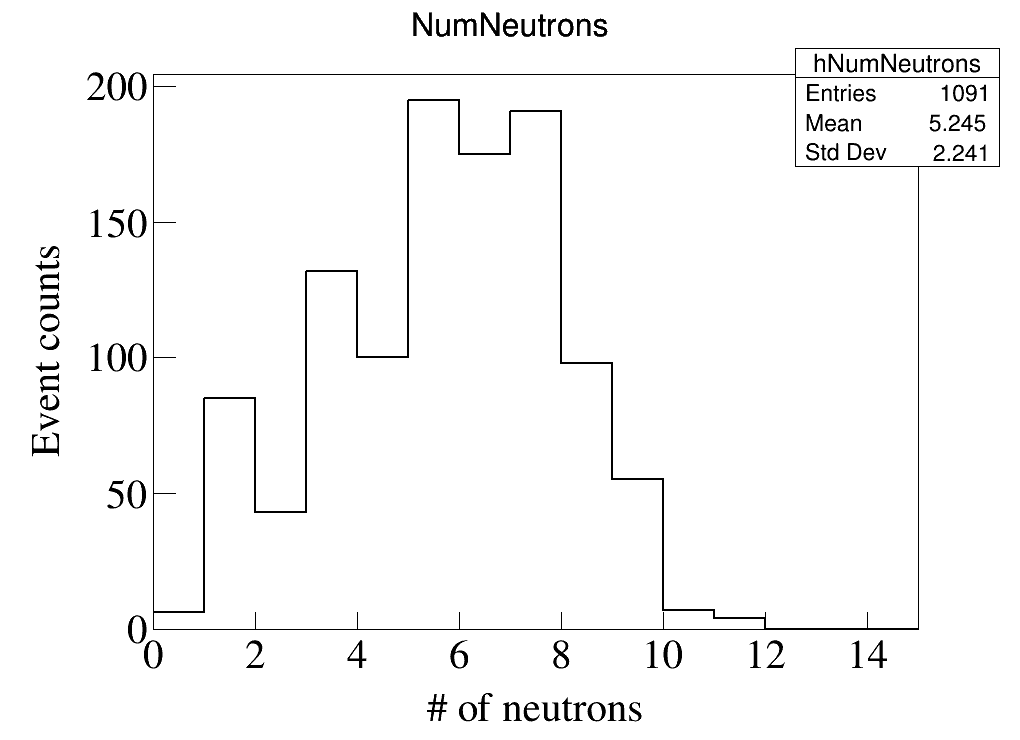 NumNeutrons
hNumNeutrons
Entries 1091
Mean 5.245
Std Dev 2.241
200
150
100
50
0
Event counts
0 2 4 6 8 10 12 14
# of neutrons